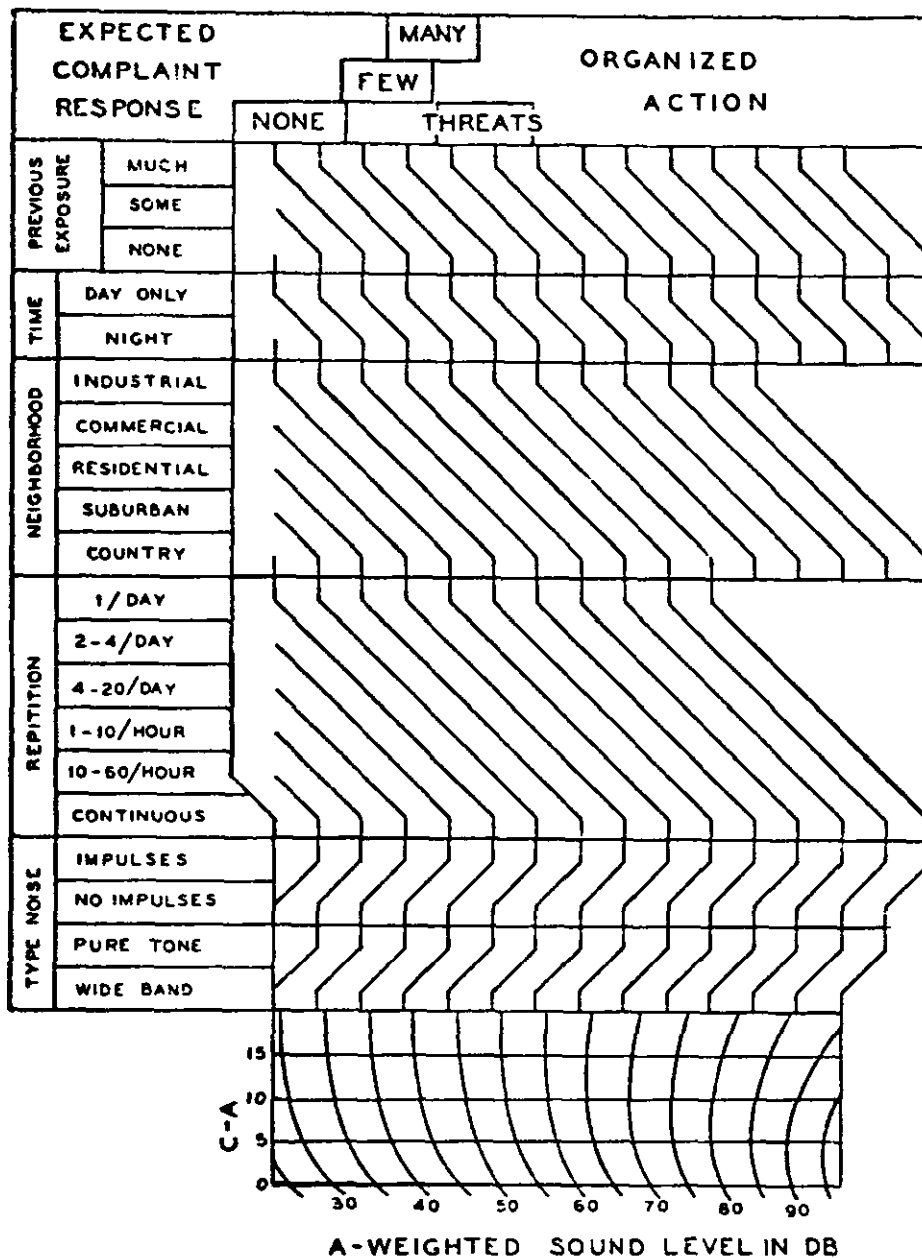 EXPECTED
COMPLAINT
RESPONSE
MANY
FEW
NONE
THREATS
ORGANIZED
ACTION
PREVIOUS
EXPOSURE
MUCH
SOME
NONE
TIME
DAY ONLY
NIGHT
NEIGHBORHOOD
INDUSTRIAL
COMMERCIAL
RESIDENTIAL
SUBURBAN
COUNTRY
REPITITION
1/DAY
2-4/DAY
4-20/DAY
1-10/HOUR
10-60/HOUR
CONTINUOUS
TYPE NOISE
IMPULSES
NO IMPULSES
PURE TONE
WIDE BAND
C-A
15
10
5
0
30 40 50 60 70 80 90
A-WEIGHTED SOUND LEVEL IN DB